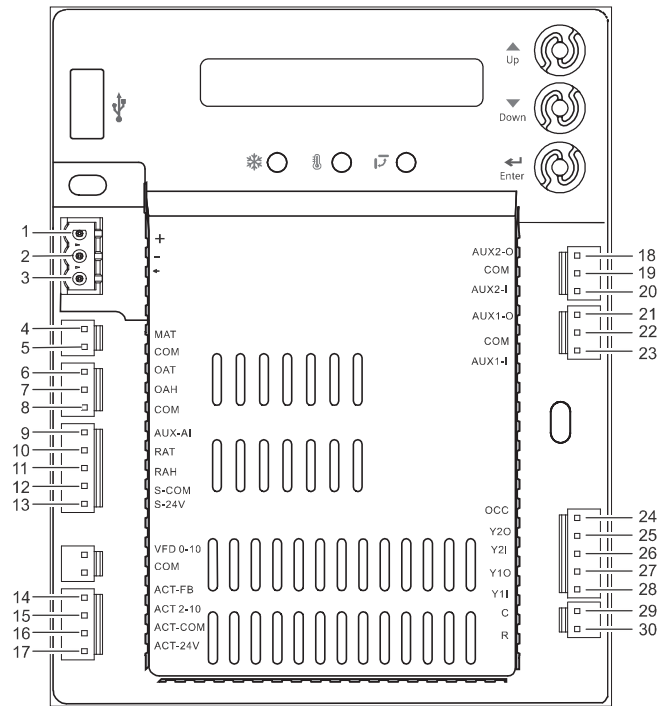 Up
Down
Enter
1
2
3
+
-
4
5
6
7
8
9
10
11
12
13
14
15
16
17
MAT
COM
OAT
OAH
COM
AUX-AI
RAT
RAH
S-COM
S-24V
VFD 0-10
COM
ACT-FB
ACT 2-10
ACT-COM
ACT-24V
AUX2-O
COM
AUX2-I
AUX1-O
COM
AUX1-I
OCC
Y2O
Y2I
Y1O
Y1I
C
R
18
19
20
21
22
23
24
25
26
27
28
29
30